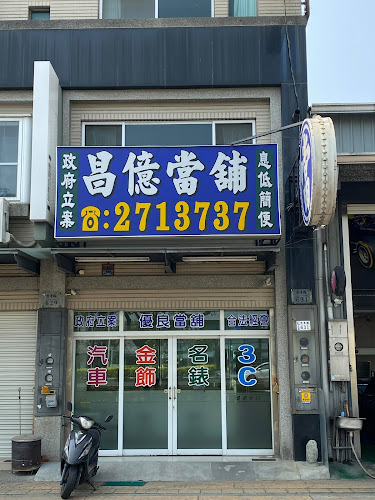 政府立案
昌億當舖
息低簡便
☎:2713737
政府立案
優良當舖
合法經營
汽車
金飾
名錶
3C